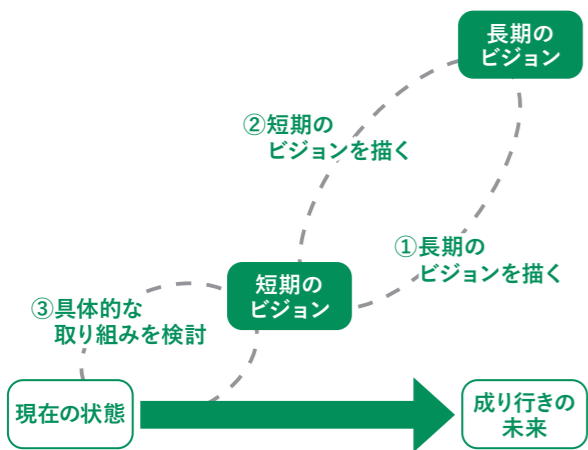 長期の
ビジョン
②短期の
ビジョンを描く
①長期の
ビジョンを描く
短期の
ビジョン
③具体的な
取り組みを検討
現在の状態
成り行きの
未来